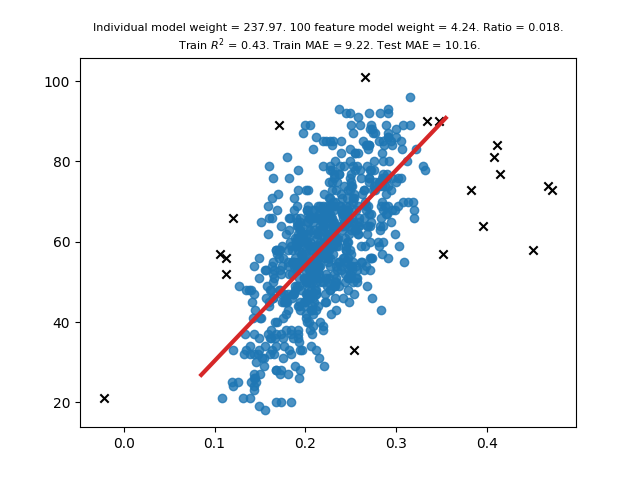 Individual model weight = 237.97. 100 feature model weight = 4.24. Ratio = 0.018.
Train R² = 0.43. Train MAE = 9.22. Test MAE = 10.16.
100
80
60
40
20
0.0 0.1 0.2 0.3 0.4